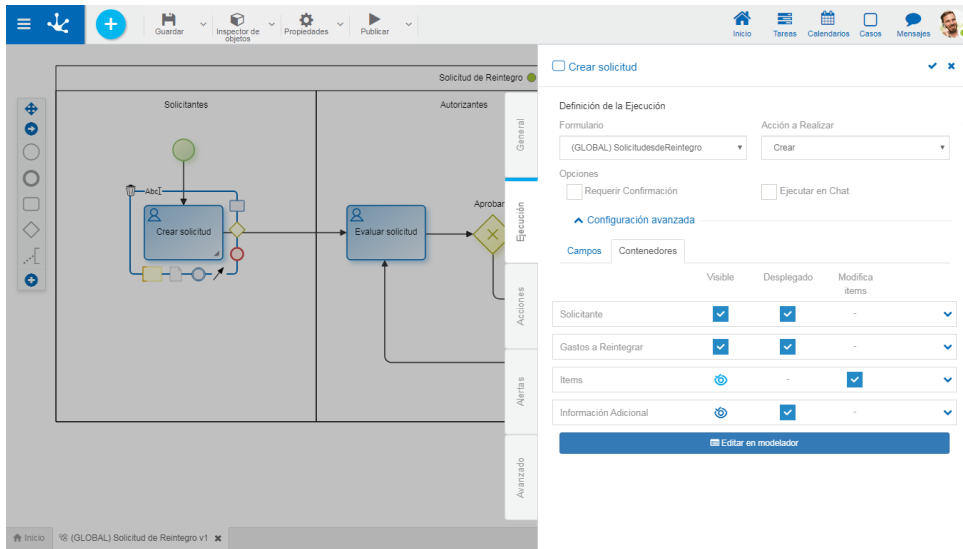 Guardar
Inspector de
objetos
Propiedades
Publicar
Inicio
Tareas
Calendarios
Casos
Mensajes
Solicitud de Reintegro
Solicitantes
Autorizantes
AbcI
Crear solicitud
Evaluar solicitud
Aprobar
General
Ejecución
Acciones
Alertas
Avanzado
Crear solicitud
Definición de la Ejecución
Formulario
Acción a Realizar
(GLOBAL) SolicitudesdeReintegro
Crear
Opciones
Requerir Confirmación
Ejecutar en Chat
Configuración avanzada
Campos
Contenedores
Visible
Desplegado
Modifica
items
Solicitante
-
Gastos a Reintegrar
-
Items
-
Información Adicional
-
Editar en modelador
Inicio
(GLOBAL) Solicitud de Reintegro v1